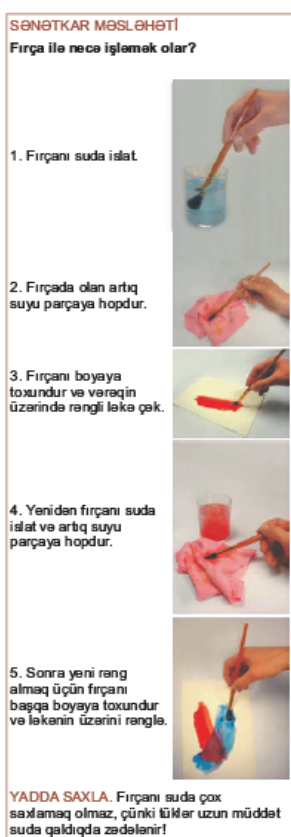 SƏNƏTKAR MƏSLƏHƏTİ
Fırça ilə necə işləmək olar?
1. Fırçanı suda islat.
2. Fırçada olan artıq
suyu parçaya hopdur.
3. Fırçanı boyaya
toxundur və vərəqin
üzərində rəngli ləkə çək.
4. Yenidən fırçanı suda
islat və artıq suyu
parçaya hopdur.
5. Sonra yeni rəng
almaq üçün fırçanı
başqa boyaya toxundur
və ləkənin üzərini rənglə.
YADDA SAXLA. Fırçanı suda çox
saxlamaq olmaz, çünki tüklər uzun müddət
suda qaldıqda zədələnir!